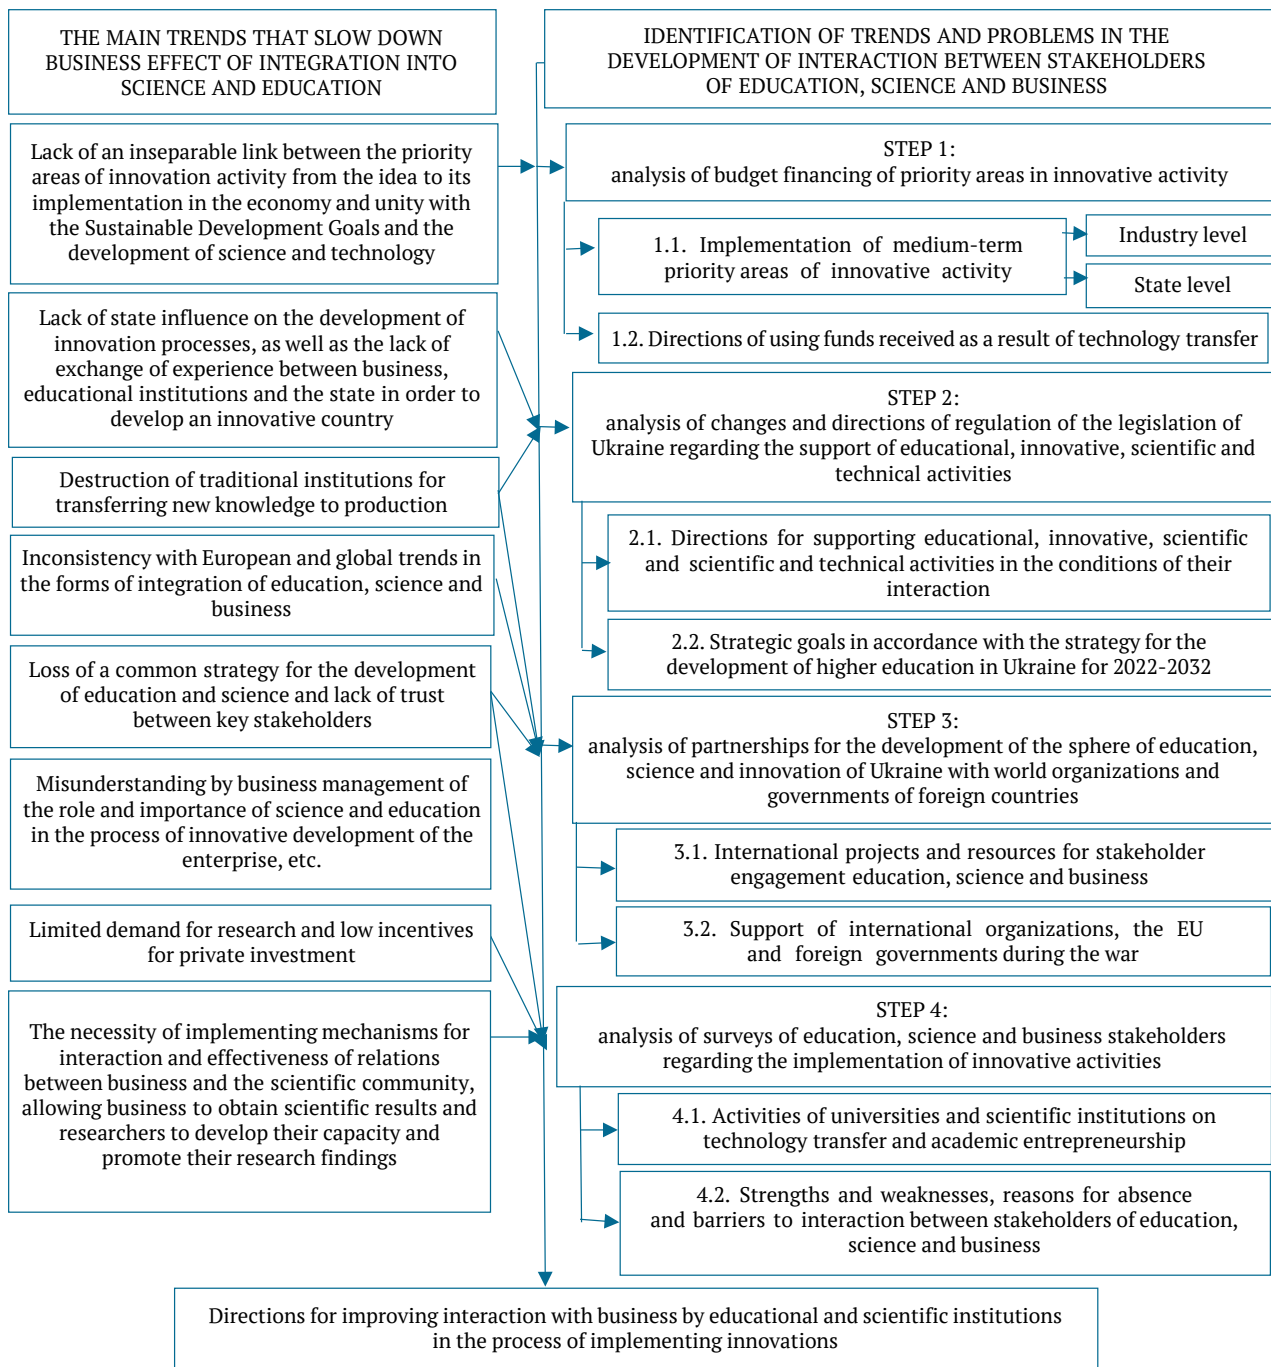 THE MAIN TRENDS THAT SLOW DOWN
BUSINESS EFFECT OF INTEGRATION INTO
SCIENCE AND EDUCATION
Lack of an inseparable link between the priority
areas of innovation activity from the idea to its
implementation in the economy and unity with
the Sustainable Development Goals and the
development of science and technology
Lack of state influence on the development of
innovation processes, as well as the lack of
exchange of experience between business,
educational institutions and the state in order to
develop an innovative country
Destruction of traditional institutions for
transferring new knowledge to production
Inconsistency with European and global trends in
the forms of integration of education, science and
business
Loss of a common strategy for the development
of education and science and lack of trust
between key stakeholders
Misunderstanding by business management of
the role and importance of science and education
in the process of innovative development of the
enterprise, etc.
Limited demand for research and low incentives
for private investment
The necessity of implementing mechanisms for
interaction and effectiveness of relations
between business and the scientific community,
allowing business to obtain scientific results and
researchers to develop their capacity and
promote their research findings
IDENTIFICATION OF TRENDS AND PROBLEMS IN THE
DEVELOPMENT OF INTERACTION BETWEEN STAKEHOLDERS
OF EDUCATION, SCIENCE AND BUSINESS
STEP 1:
analysis of budget financing of priority areas in innovative activity
1.1. Implementation of medium-term
priority areas of innovative activity
Industry level
State level
1.2. Directions of using funds received as a result of technology transfer
STEP 2:
analysis of changes and directions of regulation of the legislation of
Ukraine regarding the support of educational, innovative, scientific and
technical activities
2.1. Directions for supporting educational, innovative, scientific
and scientific and technical activities in the conditions of their
interaction
2.2. Strategic goals in accordance with the strategy for the
development of higher education in Ukraine for 2022-2032
STEP 3:
analysis of partnerships for the development of the sphere of education,
science and innovation of Ukraine with world organizations and
governments of foreign countries
3.1. International projects and resources for stakeholder
engagement education, science and business
3.2. Support of international organizations, the EU
and foreign governments during the war
STEP 4:
analysis of surveys of education, science and business stakeholders
regarding the implementation of innovative activities
4.1. Activities of universities and scientific institutions on
technology transfer and academic entrepreneurship
4.2. Strengths and weaknesses, reasons for absence
and barriers to interaction between stakeholders of education,
science and business
Directions for improving interaction with business by educational and scientific institutions
in the process of implementing innovations